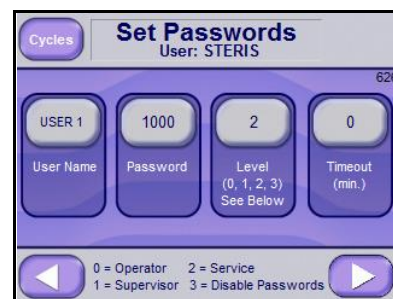 Cycles
Set Passwords
User: STERIS
USER 1
1000
2
0
User Name
Password
Level
(0, 1, 2, 3)
See Below
Timeout
(min.)
0 = Operator 2 = Service
1 = Supervisor 3 = Disable Passwords